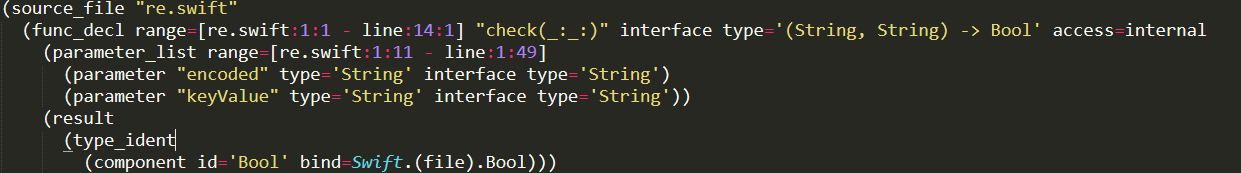 (source_file "re.swift"
  (func_decl range=[re.swift:1:1 - line:14:1] "check(_:_:)" interface type='(String, String) -> Bool' access=internal
    (parameter_list range=[re.swift:1:11 - line:1:49]
      (parameter "encoded" type='String' interface type='String')
      (parameter "keyValue" type='String' interface type='String'))
    (result
      (type_ident
        (component id='Bool' bind=Swift.(file).Bool)))